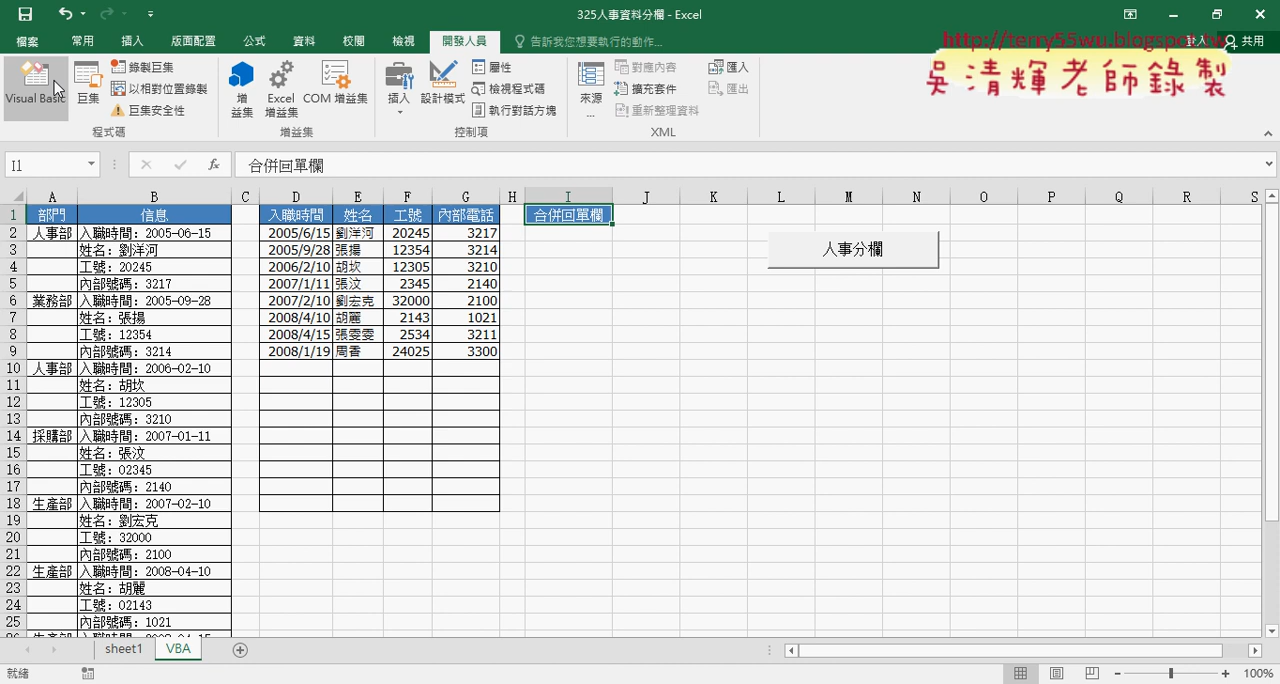 325人事資料分欄 - Excel
檔案 常用 插入 版面配置 公式 資料 校閱 檢視 開發人員 告訴我您想要執行的動作... 登入 共用
http://terry55wu.blogspot.tw
吳清輝老師錄製
Visual Basic 巨集 錄製巨集 以相對位置錄製 巨集安全性
增益集 Excel 增益集 COM 增益集
插入 設計模式 屬性 檢視程式碼 執行對話方塊
來源... 對應內容 擴充套件 重新整理資料 匯入 匯出
程式碼 增益集 控制項 XML
I1 fx 合併回單欄
A B C D E F G H I J K L M N O P Q R S
1 部門 信息 入職時間 姓名 工號 內部電話 合併回單欄
2 人事部 入職時間：2005-06-15 2005/6/15 劉洋河 20245 3217
3 姓名：劉洋河 2005/9/28 張揚 12354 3214
4 工號：20245 2006/2/10 胡坎 12305 3210
5 內部號碼：3217 2007/1/11 張汶 2345 2140
6 業務部 入職時間：2005-09-28 2007/2/10 劉宏克 32000 2100
7 姓名：張揚 2008/4/10 胡麗 2143 1021
8 工號：12354 2008/4/15 張雯雯 2534 3211
9 內部號碼：3214 2008/1/19 周香 24025 3300
10 人事部 入職時間：2006-02-10
11 姓名：胡坎
12 工號：12305
13 內部號碼：3210
14 採購部 入職時間：2007-01-11
15 姓名：張汶
16 工號：02345
17 內部號碼：2140
18 生產部 入職時間：2007-02-10
19 姓名：劉宏克
20 工號：32000
21 內部號碼：2100
22 生產部 入職時間：2008-04-10
23 姓名：胡麗
24 工號：02143
25 內部號碼：1021
26 生產部 入職時間：2008-04-15
人事分欄
sheet1 VBA
就緒 100%